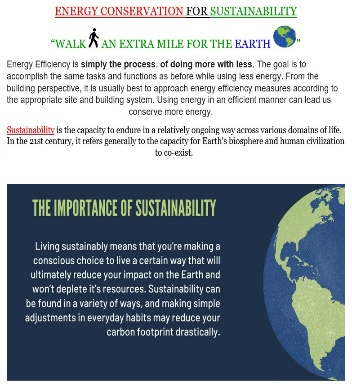 ENERGY CONSERVATION FOR SUSTAINABILITY
“WALK AN EXTRA MILE FOR THE EARTH ”
Energy Efficiency is simply the process. of doing more with less. The goal is to
accomplish the same tasks and functions as before while using less energy. From the
building perspective, it is usually best to approach energy efficiency measures according to
the appropriate site and building system. Using energy in an efficient manner can lead us
conserve more energy.
Sustainability is the capacity to endure in a relatively ongoing way across various domains of life.
In the 21st century, it refers generally to the capacity for Earth's biosphere and human civilization
to co-exist.
THE IMPORTANCE OF SUSTAINABILITY
Living sustainably means that you're making a
conscious choice to live a certain way that will
ultimately reduce your impact on the Earth and
won't deplete it's resources. Sustainability can
be found in a variety of ways, and making simple
adjustments in everyday habits may reduce your
carbon footprint drastically.